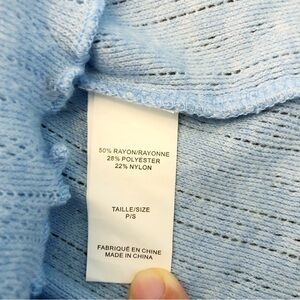 50% RAYON/RAYONNE
28% POLYESTER
22% NYLON
TAILLE/SIZE
P/S
FABRIQUÉ EN CHINE
MADE IN CHINA